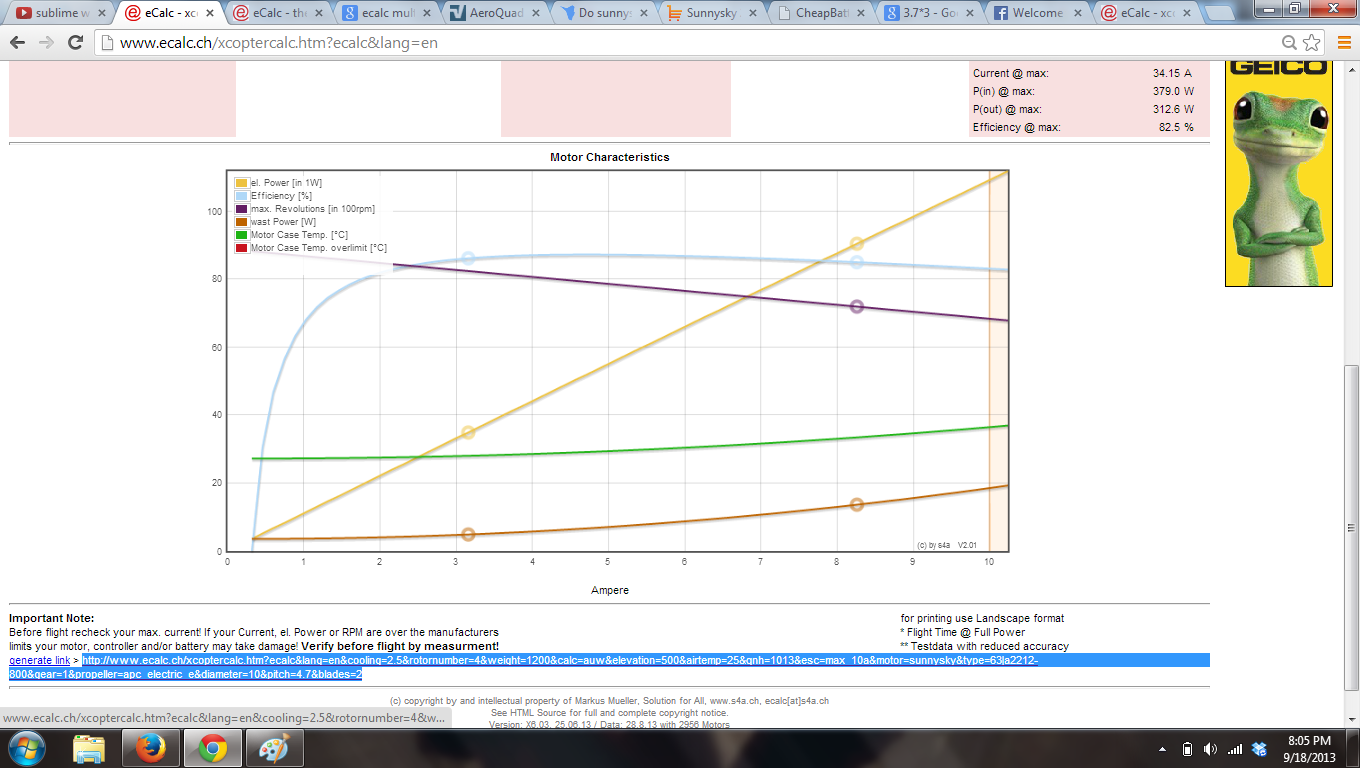 sublime w
eCalc - xc
eCalc - the
ecalc mult
AeroQuad
Do sunnys
Sunnysky
CheapBatt
3.7*3 - Goo
Welcome
eCalc - xc
www.ecalc.ch/xcoptercalc.htm?ecalc&lang=en
Current @ max: 34.15 A
P(in) @ max: 379.0 W
P(out) @ max: 312.6 W
Efficiency @ max: 82.5 %
GEICO
Motor Characteristics
el. Power [in 1W]
Efficiency [%]
max. Revolutions [in 100rpm]
wast Power [W]
Motor Case Temp. [°C]
Motor Case Temp. overlimit [°C]
100
80
60
40
20
0
(c) by s4a V2.01
0 1 2 3 4 5 6 7 8 9 10
Ampere
Important Note:
Before flight recheck your max. current! If your Current, el. Power or RPM are over the manufacturers
limits your motor, controller and/or battery may take damage! Verify before flight by measurment!
for printing use Landscape format
* Flight Time @ Full Power
** Testdata with reduced accuracy
generate link > http://www.ecalc.ch/xcoptercalc.htm?ecalc&lang=en&cooling=2.5&rotornumber=4&weight=1200&calc=auw&elevation=500&airtemp=25&qnh=1013&esc=max_10a&motor=sunnysky&type=63|a2212-
800&gear=1&propeller=apc_electric_e&diameter=10&pitch=4.7&blades=2
(c) copyright by and intellectual property of Markus Mueller, Solution for All, www.s4a.ch, ecalc[at]s4a.ch
See HTML Source for full and complete copyright notice.
Version: X6.03, 25.06.13 / Data: 28.8.13 with 2956 Motors
www.ecalc.ch/xcoptercalc.htm?ecalc&lang=en&cooling=2.5&rotornumber=4&w...
8:05 PM
9/18/2013